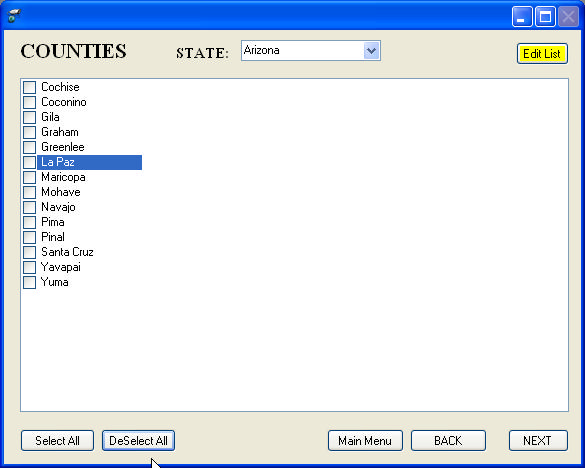 COUNTIES STATE: Arizona Edit List
Cochise
Coconino
Gila
Graham
Greenlee
La Paz
Maricopa
Mohave
Navajo
Pima
Pinal
Santa Cruz
Yavapai
Yuma
Select All DeSelect All Main Menu BACK NEXT